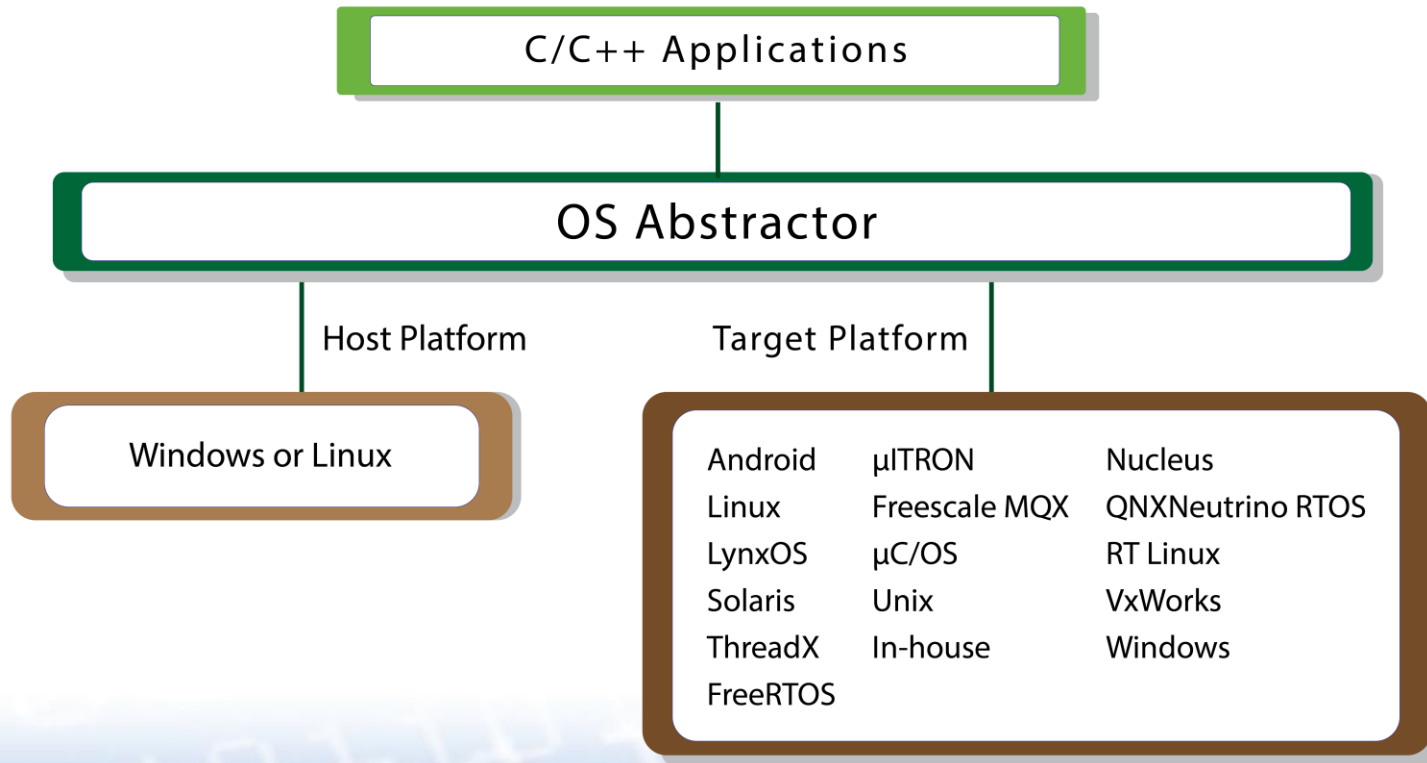 C/C++ Applications
OS Abstractor
Host Platform
Target Platform
Windows or Linux
Android µITRON Nucleus
Linux Freescale MQX QNXNeutrino RTOS
LynxOS µC/OS RT Linux
Solaris Unix VxWorks
ThreadX In-house Windows
FreeRTOS